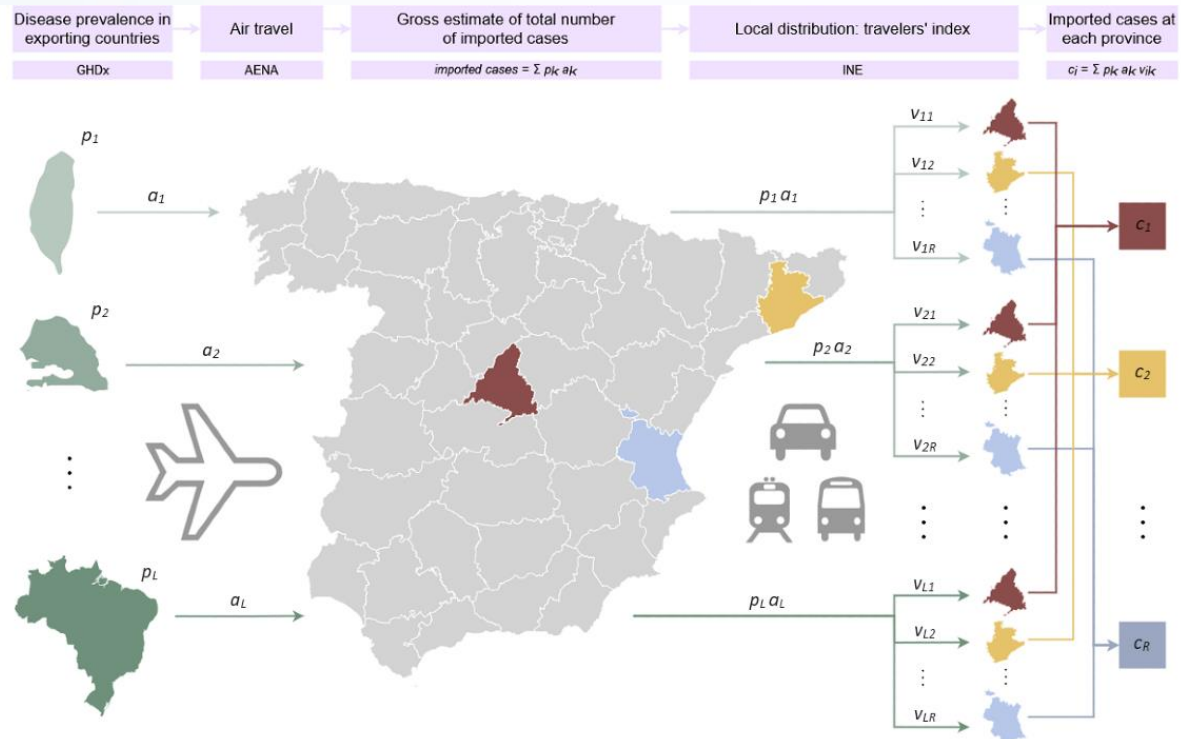 Disease prevalence in
exporting countries
Air travel
Gross estimate of total number
of imported cases
Local distribution: travelers' index
Imported cases at
each province
GHDx
AENA
imported cases = Σ pk ak
INE
ci = Σ pk ak vik
p1
a1
p1 a1
v11
v12
⋮
⋮
v1R
c1
p2
a2
p2 a2
v21
v22
⋮
⋮
v2R
c2
⋮
⋮
⋮
⋮
pL
aL
pL aL
vL1
vL2
⋮
⋮
vLR
cR